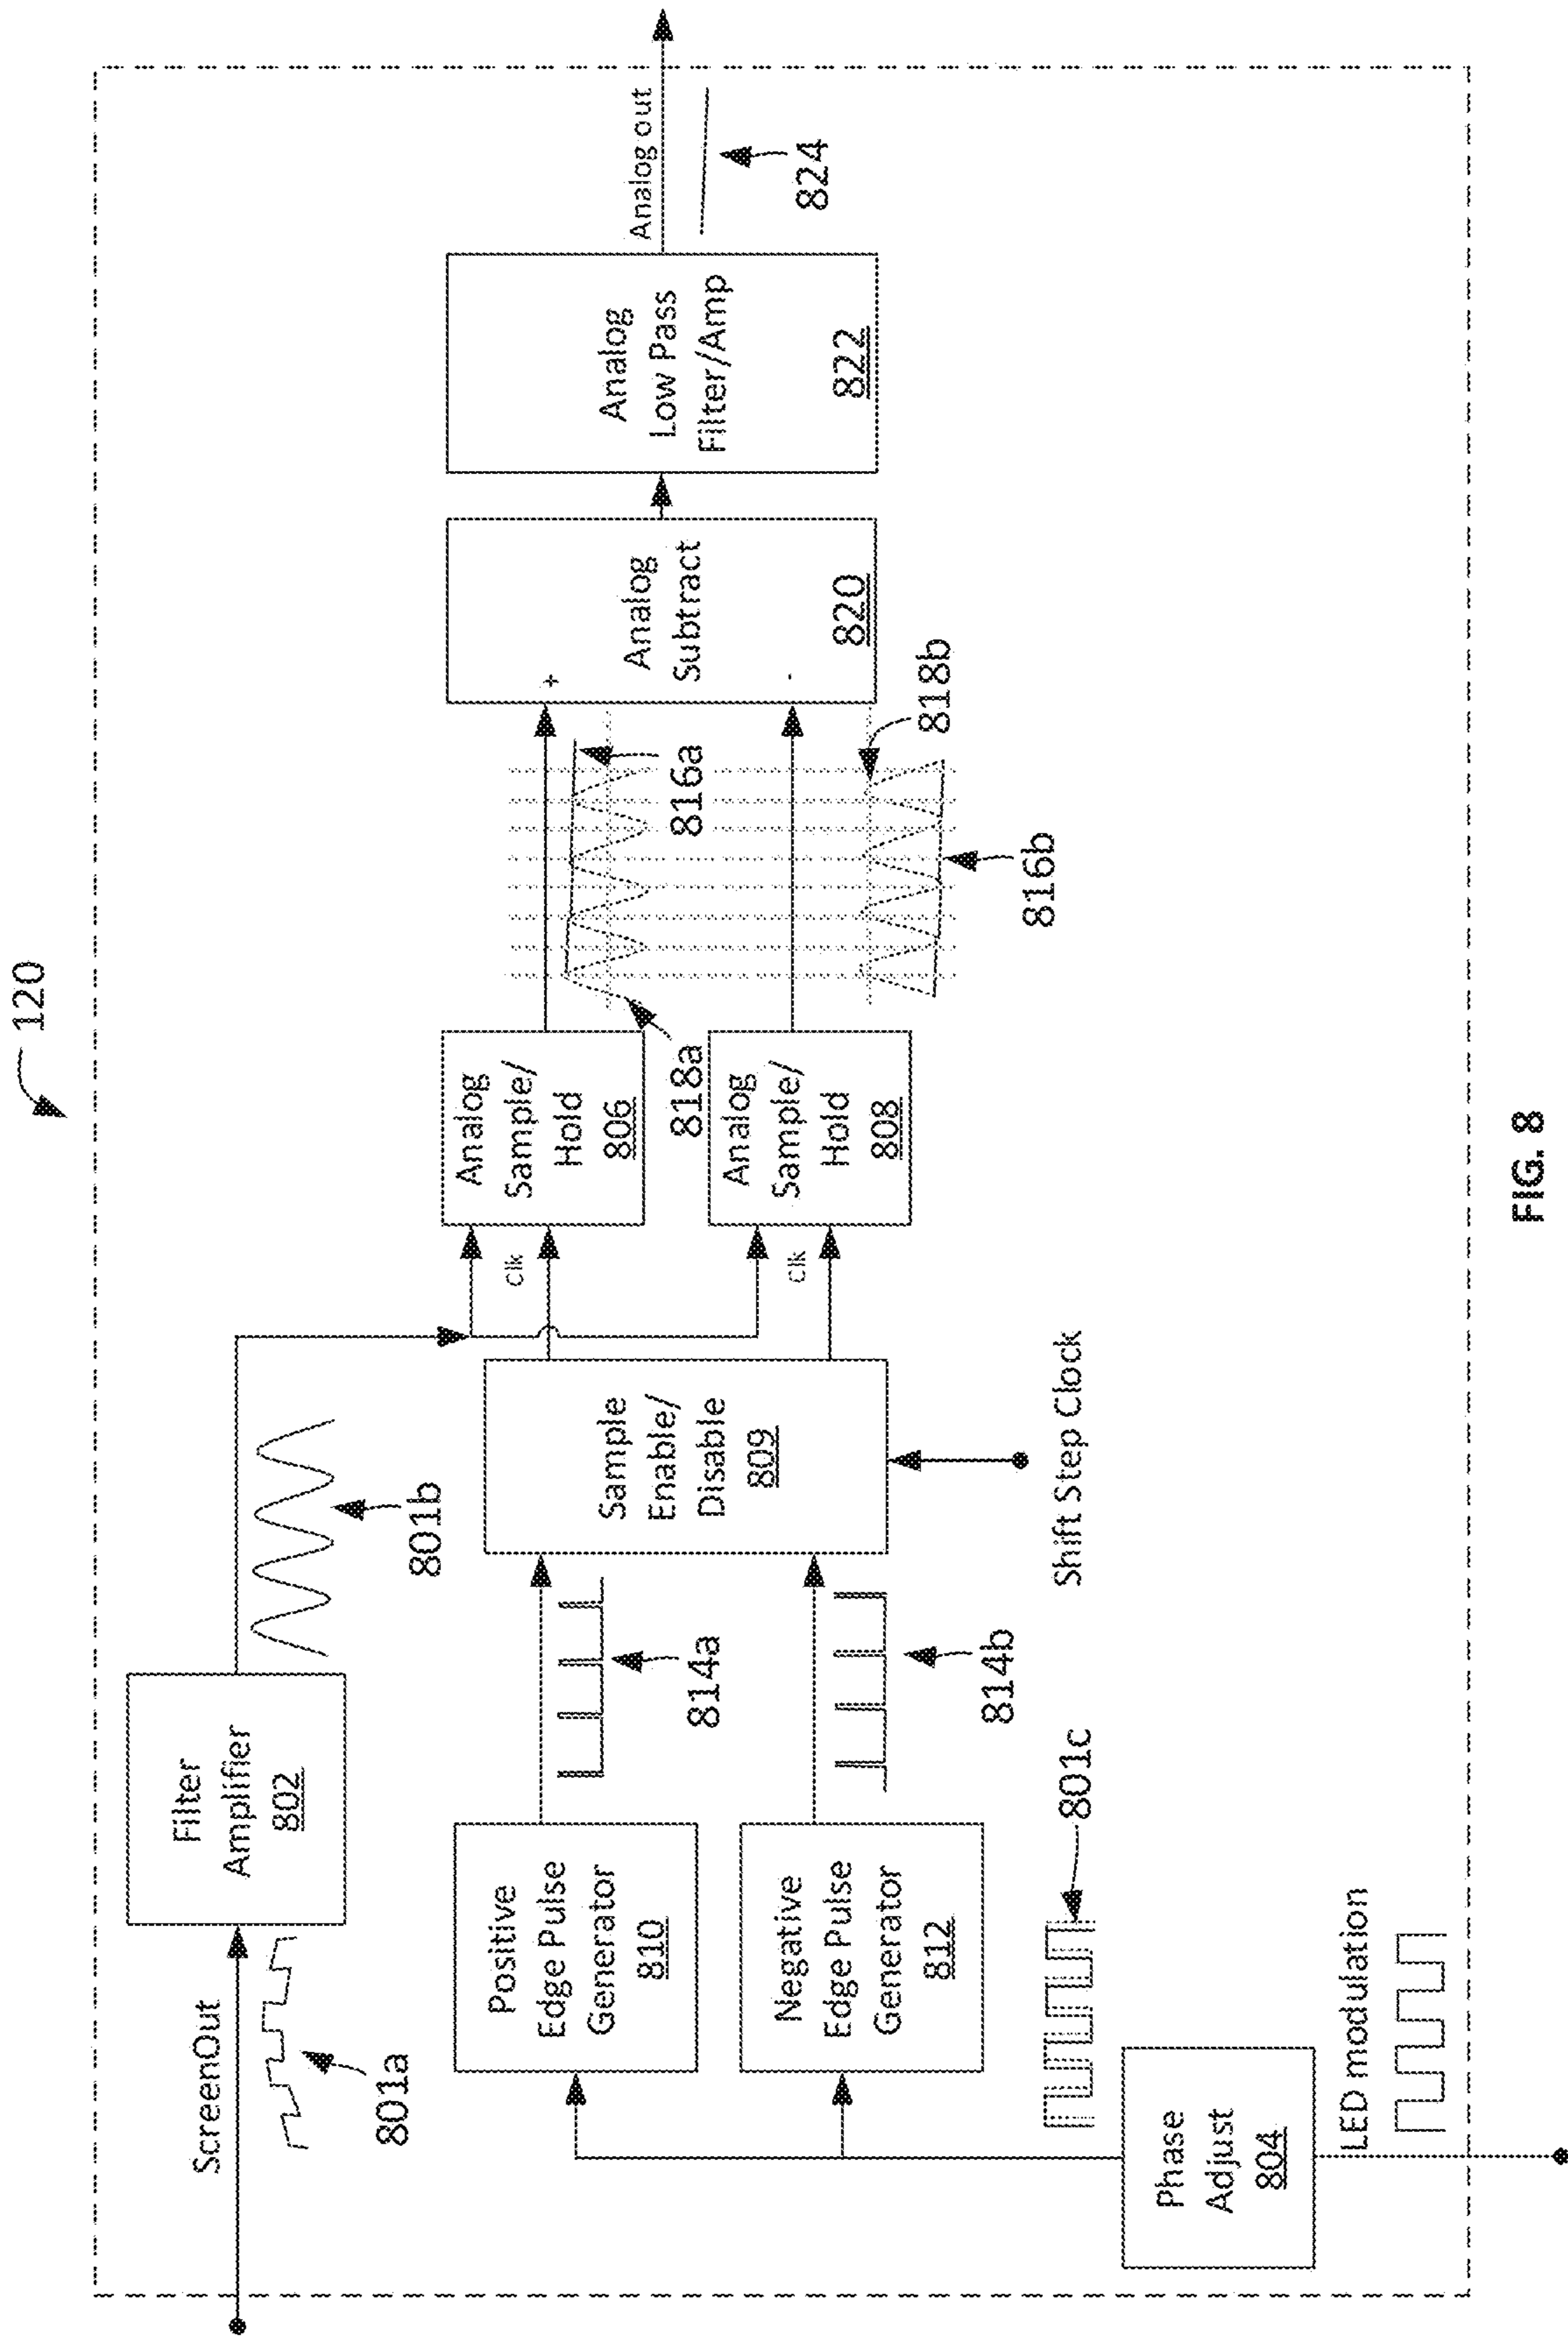 120
ScreenOut
801a
Filter
Amplifier
802
801b
Positive
Edge Pulse
Generator
810
814a
Negative
Edge Pulse
Generator
812
814b
801c
Phase
Adjust
804
LED modulation
Sample
Enable/
Disable
809
Shift Step Clock
clk
clk
Analog
Sample/
Hold
806
Analog
Sample/
Hold
808
818a
816a
818b
816b
+
-
Analog
Subtract
820
Analog
Low Pass
Filter/Amp
822
Analog out
824
FIG. 8